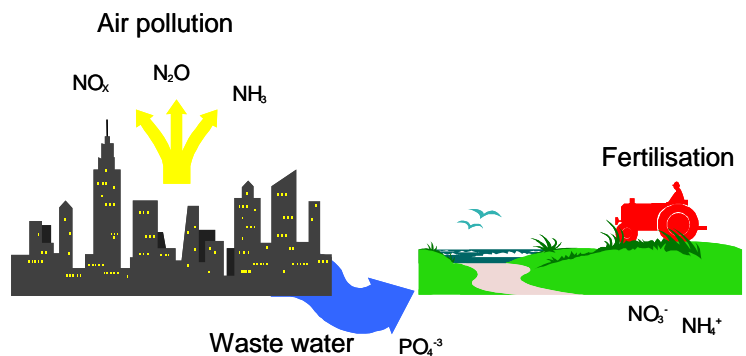 Air pollution
NOₓ
N₂O
NH₃
Fertilisation
NO₃⁻
NH₄⁺
Waste water
PO₄⁻³